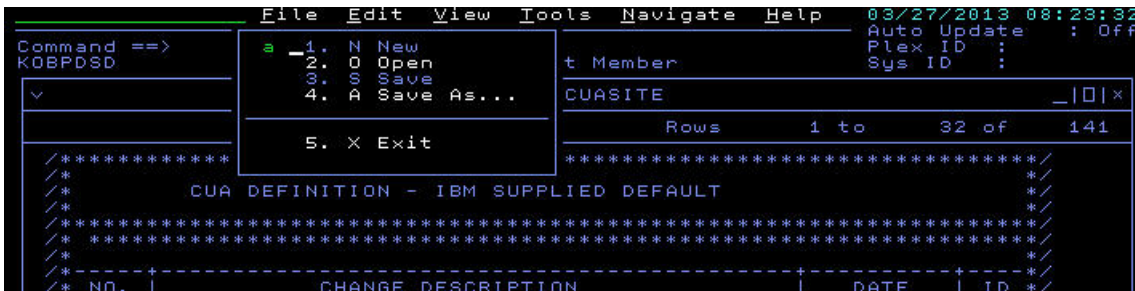 File Edit View Tools Navigate Help 03/27/2013 08:23:32
Auto Update : Off
Command ==> a _1. N New Plex ID :
KOBPDSD 2. O Open t Member Sys ID :
3. S Save
4. A Save As... CUASITE _|□|×
Rows 1 to 32 of 141
5. X Exit
/************ *********************************/
/* */
/* CUA DEFINITION - IBM SUPPLIED DEFAULT */
/* */
/********************************************************************/
/* ******************************************************************/
/* */
/*-----+---------------------------------------------+----------+----*/
/* NO. | CHANGE DESCRIPTION | DATE | ID */